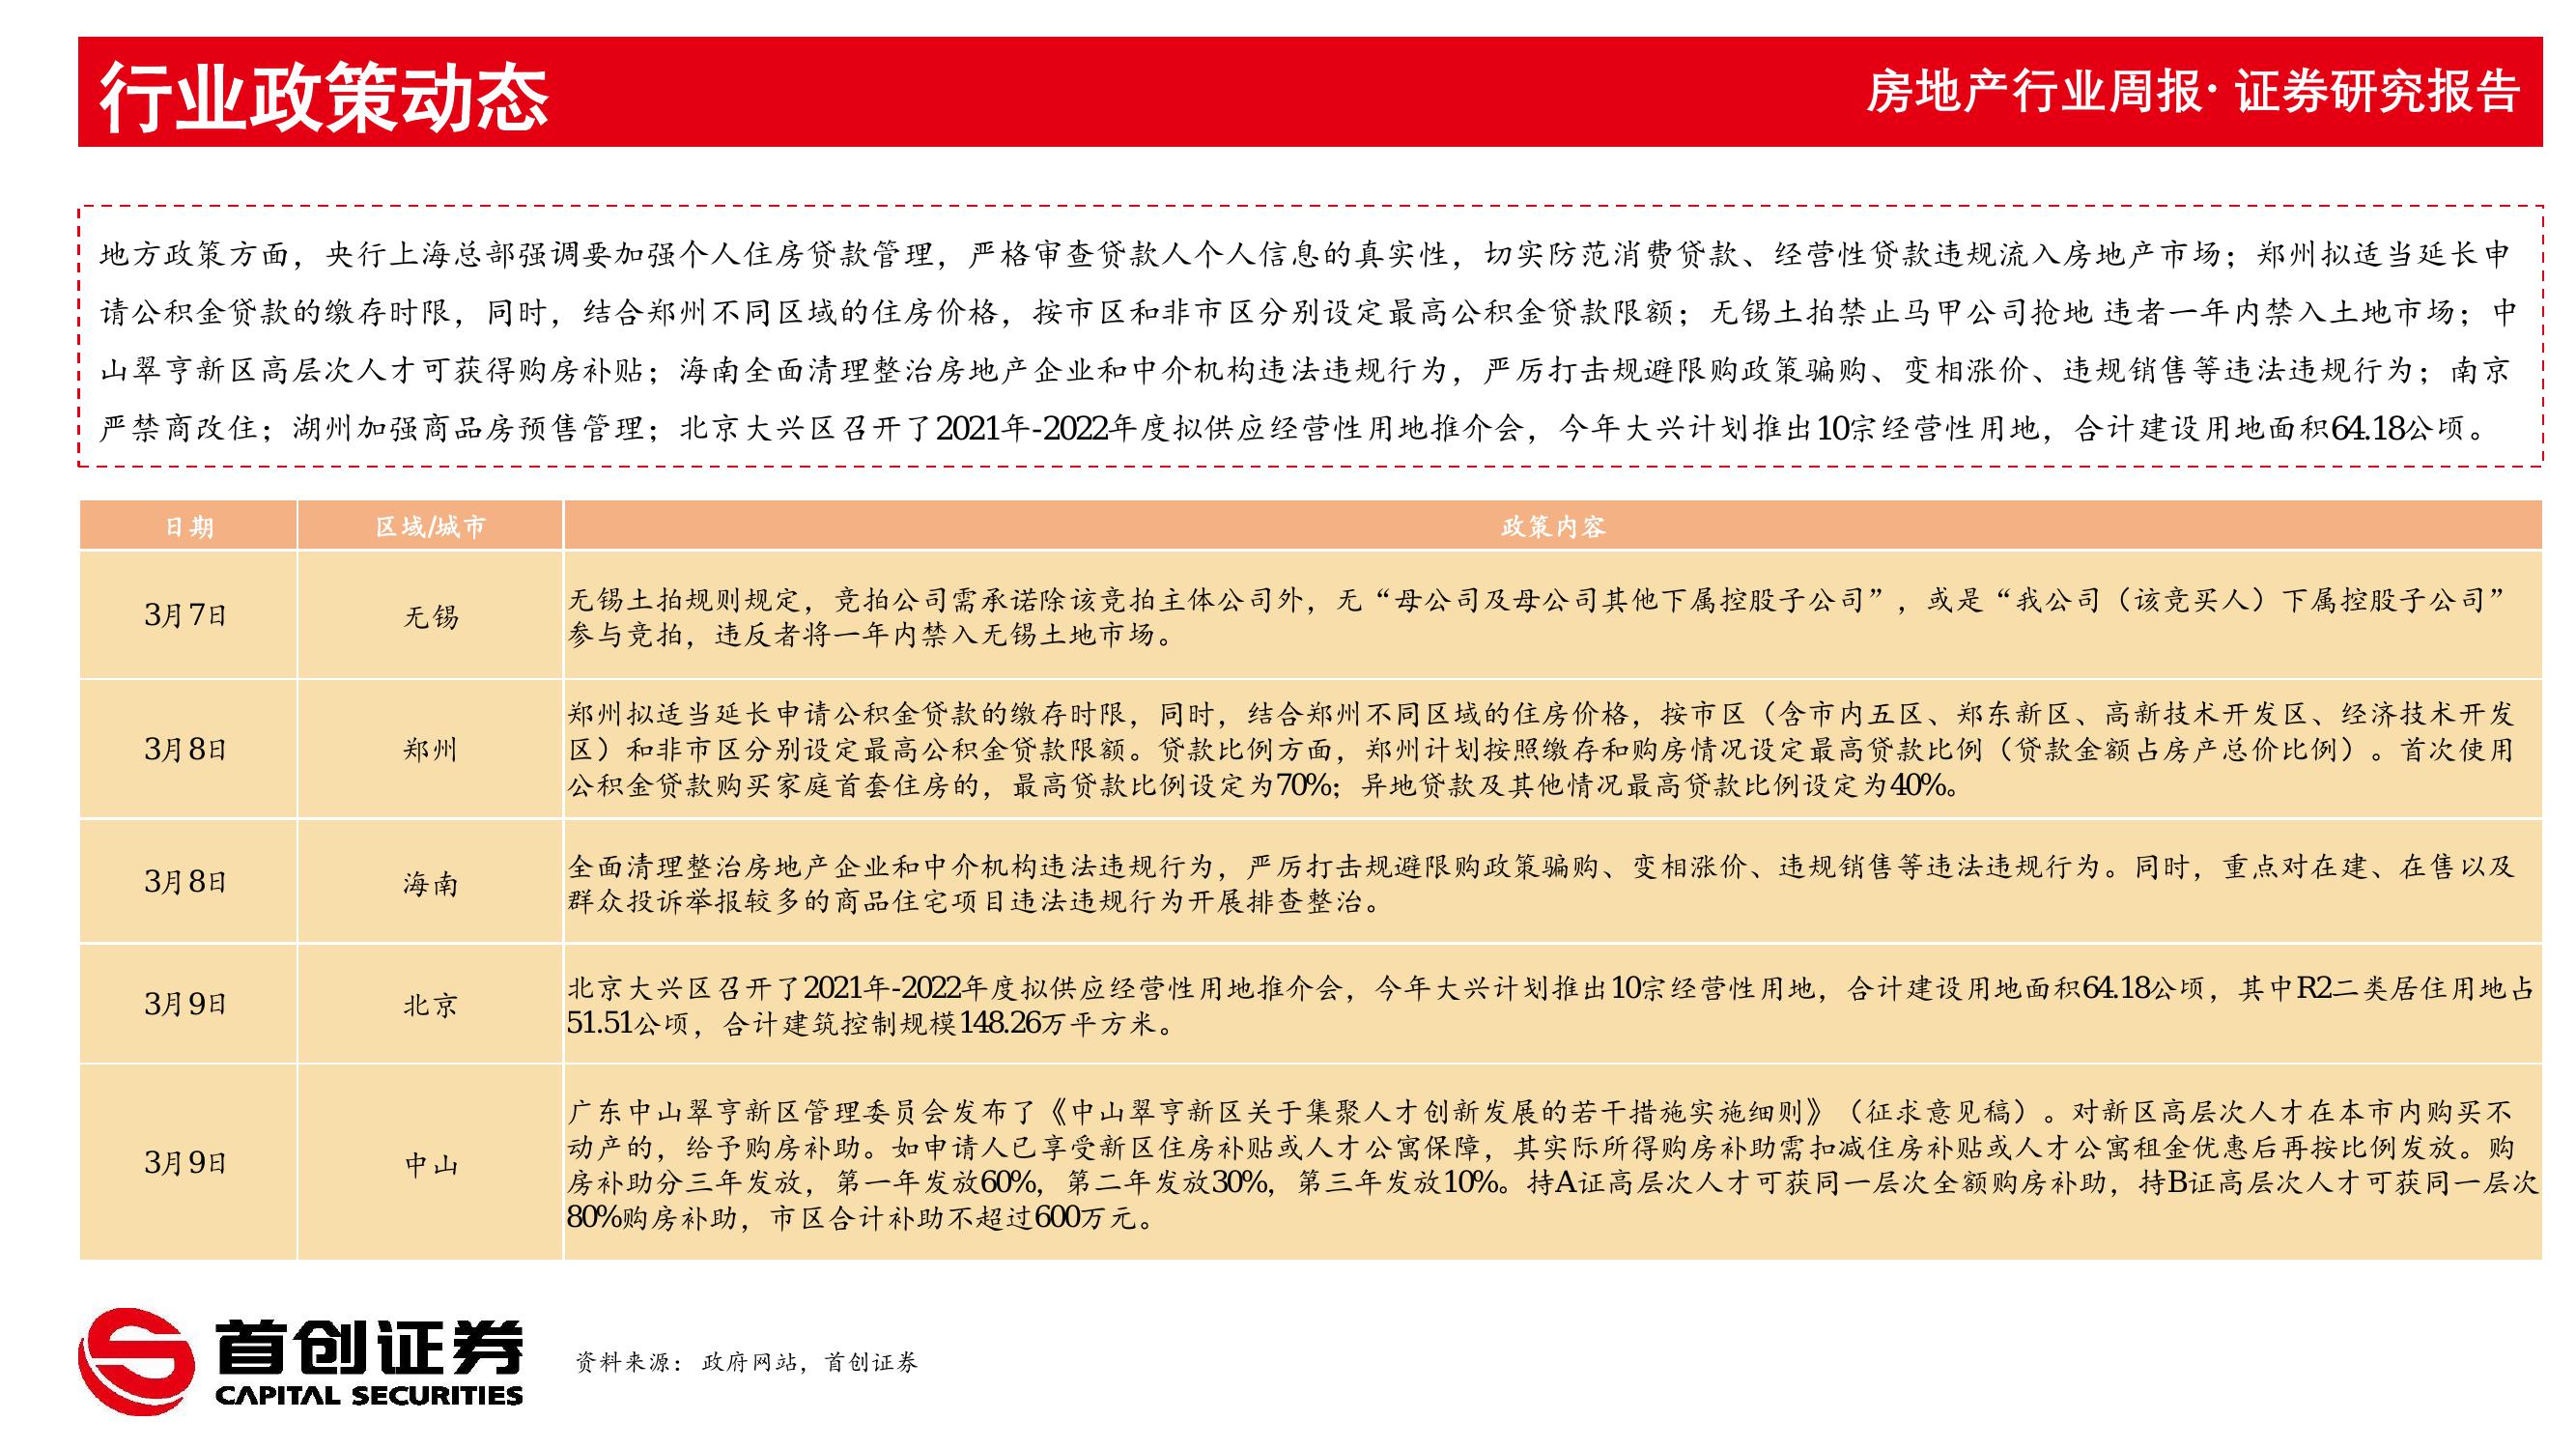 行业政策动态
房地产行业周报· 证券研究报告
地方政策方面，央行上海总部强调要加强个人住房贷款管理，严格审查贷款人个人信息的真实性，切实防范消费贷款、经营性贷款违规流入房地产市场；郑州拟适当延长申
请公积金贷款的缴存时限，同时，结合郑州不同区域的住房价格，按市区和非市区分别设定最高公积金贷款限额；无锡土拍禁止马甲公司抢地 违者一年内禁入土地市场；中
山翠亨新区高层次人才可获得购房补贴；海南全面清理整治房地产企业和中介机构违法违规行为，严厉打击规避限购政策骗购、变相涨价、违规销售等违法违规行为；南京
严禁商改住；湖州加强商品房预售管理；北京大兴区召开了2021年-2022年度拟供应经营性用地推介会，今年大兴计划推出10宗经营性用地，合计建设用地面积64.18公顷。
日期 区域/城市 政策内容
3月7日 无锡
无锡土拍规则规定，竞拍公司需承诺除该竞拍主体公司外，无“母公司及母公司其他下属控股子公司”，或是“我公司（该竞买人）下属控股子公司”
参与竞拍，违反者将一年内禁入无锡土地市场。
3月8日 郑州
郑州拟适当延长申请公积金贷款的缴存时限，同时，结合郑州不同区域的住房价格，按市区（含市内五区、郑东新区、高新技术开发区、经济技术开发
区）和非市区分别设定最高公积金贷款限额。贷款比例方面，郑州计划按照缴存和购房情况设定最高贷款比例（贷款金额占房产总价比例）。首次使用
公积金贷款购买家庭首套住房的，最高贷款比例设定为70%；异地贷款及其他情况最高贷款比例设定为40%。
3月8日 海南
全面清理整治房地产企业和中介机构违法违规行为，严厉打击规避限购政策骗购、变相涨价、违规销售等违法违规行为。同时，重点对在建、在售以及
群众投诉举报较多的商品住宅项目违法违规行为开展排查整治。
3月9日 北京
北京大兴区召开了2021年-2022年度拟供应经营性用地推介会，今年大兴计划推出10宗经营性用地，合计建设用地面积64.18公顷，其中R2二类居住用地占
51.51公顷，合计建筑控制规模148.26万平方米。
3月9日 中山
广东中山翠亨新区管理委员会发布了《中山翠亨新区关于集聚人才创新发展的若干措施实施细则》（征求意见稿）。对新区高层次人才在本市内购买不
动产的，给予购房补助。如申请人已享受新区住房补贴或人才公寓保障，其实际所得购房补助需扣减住房补贴或人才公寓租金优惠后再按比例发放。购
房补助分三年发放，第一年发放60%，第二年发放30%，第三年发放10%。持A证高层次人才可获同一层次全额购房补助，持B证高层次人才可获同一层次
80%购房补助，市区合计补助不超过600万元。
首创证券
CAPITAL SECURITIES
资料来源：政府网站，首创证券